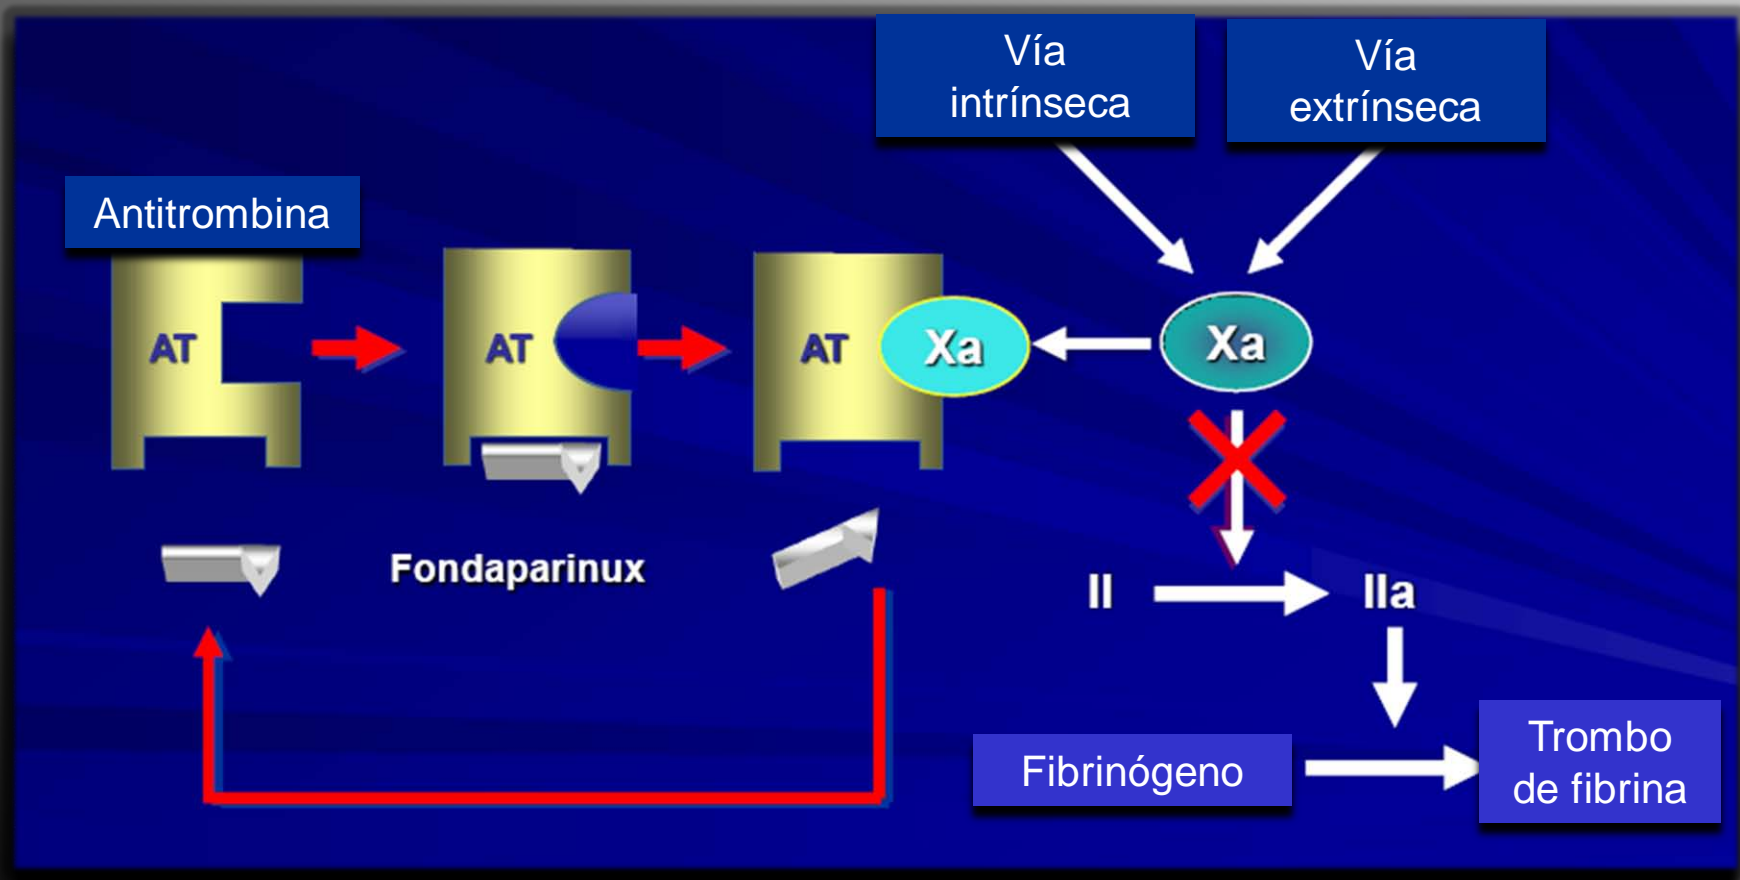 Vía
intrínseca
Vía
extrínseca
Antitrombina
AT
AT
AT
Xa
Xa
Fondaparinux
II
IIa
Fibrinógeno
Trombo
de fibrina